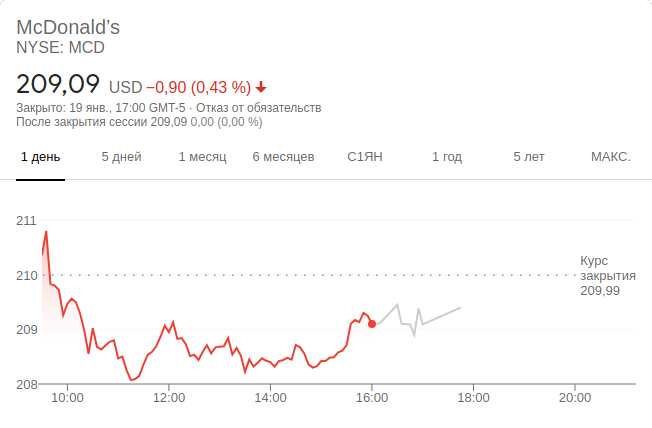 McDonald’s
NYSE: MCD
209,09 USD −0,90 (0,43 %)
Закрыто: 19 янв., 17:00 GMT-5 · Отказ от обязательств
После закрытия сессии 209,09 0,00 (0,00 %)
1 день 5 дней 1 месяц 6 месяцев С1ЯН 1 год 5 лет МАКС.
211
Курс
210 закрытия
209,99
209
208
10:00 12:00 14:00 16:00 18:00 20:00